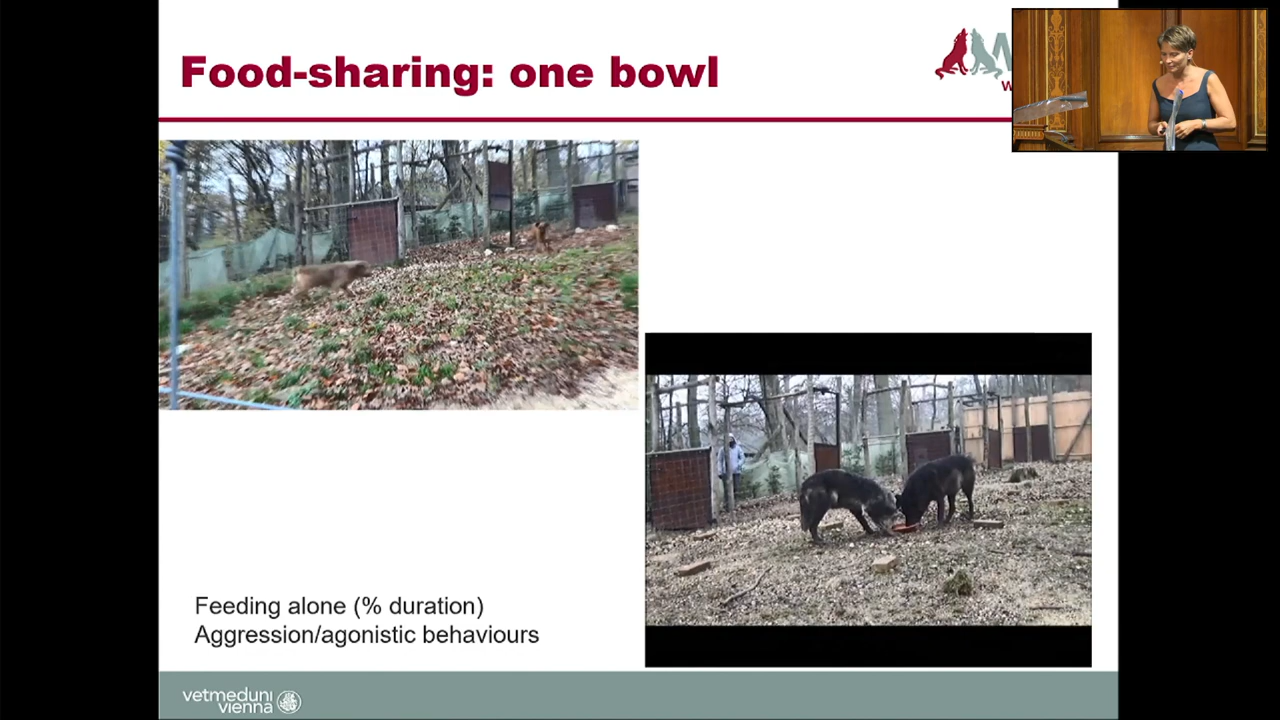 Food-sharing: one bowl
Feeding alone (% duration)
Aggression/agonistic behaviours
vetmeduni
vienna